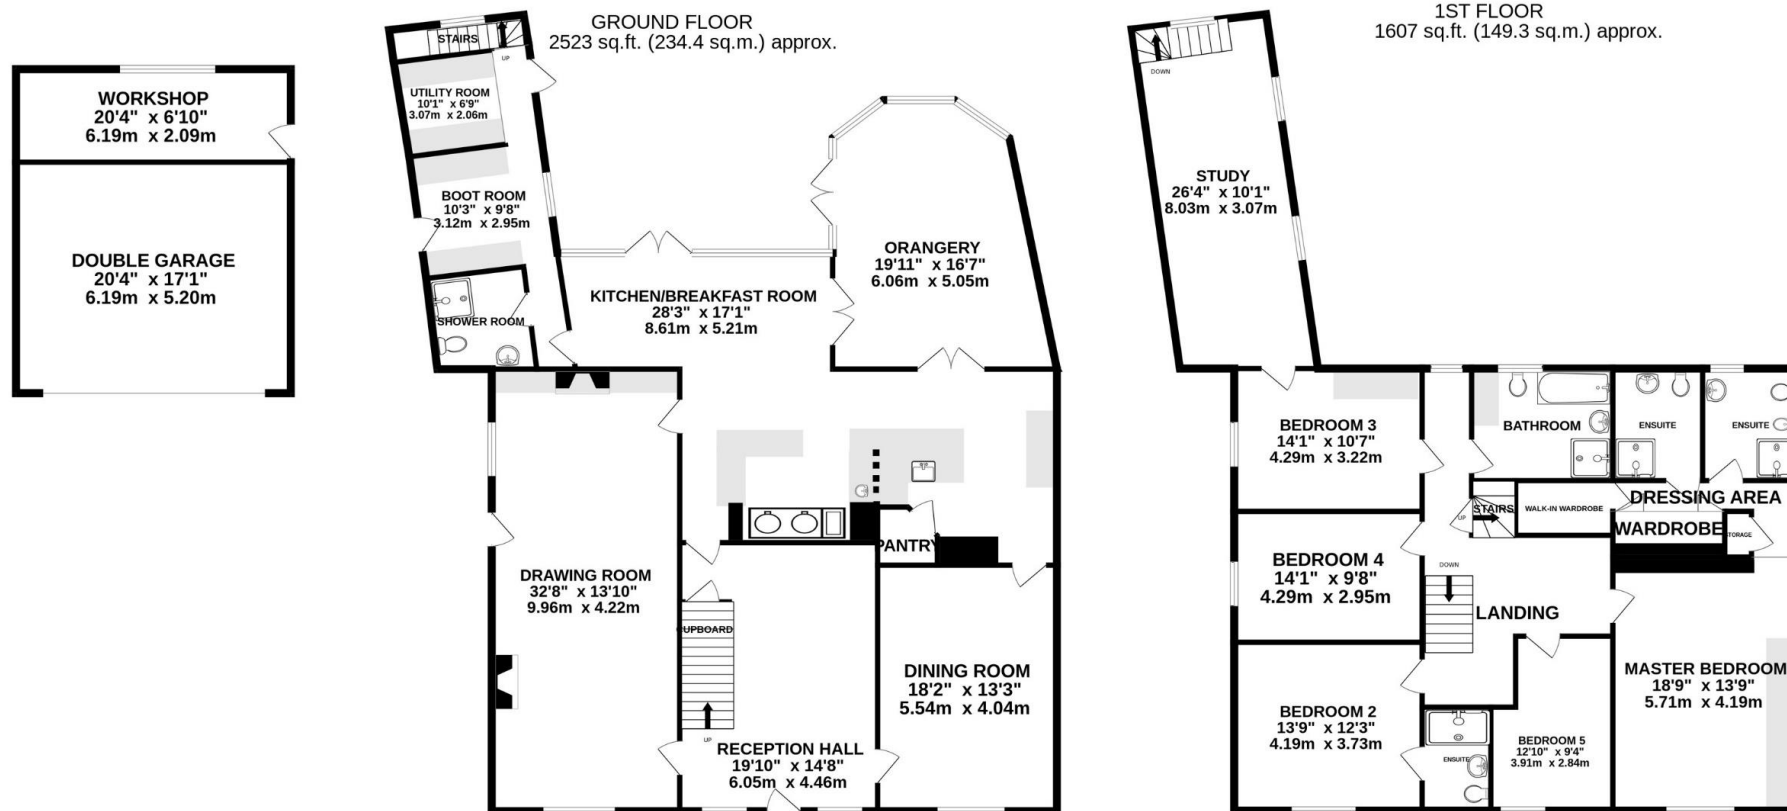 GROUND FLOOR
2523 sq.ft. (234.4 sq.m.) approx.
WORKSHOP
20'4" x 6'10"
6.19m x 2.09m
DOUBLE GARAGE
20'4" x 17'1"
6.19m x 5.20m
STAIRS
UP
UTILITY ROOM
10'1" x 6'9"
3.07m x 2.06m
BOOT ROOM
10'3" x 9'8"
3.12m x 2.95m
SHOWER ROOM
KITCHEN/BREAKFAST ROOM
28'3" x 17'1"
8.61m x 5.21m
ORANGERY
19'11" x 16'7"
6.06m x 5.05m
PANTRY
DRAWING ROOM
32'8" x 13'10"
9.96m x 4.22m
CUPBOARD
UP
DINING ROOM
18'2" x 13'3"
5.54m x 4.04m
RECEPTION HALL
19'10" x 14'8"
6.05m x 4.46m
1ST FLOOR
1607 sq.ft. (149.3 sq.m.) approx.
DOWN
STUDY
26'4" x 10'1"
8.03m x 3.07m
BEDROOM 3
14'1" x 10'7"
4.29m x 3.22m
BATHROOM
ENSUITE
ENSUITE
DRESSING AREA
WARDROBE
STORAGE
WALK-IN WARDROBE
STAIRS
UP
BEDROOM 4
14'1" x 9'8"
4.29m x 2.95m
DOWN
LANDING
MASTER BEDROOM
18'9" x 13'9"
5.71m x 4.19m
BEDROOM 2
13'9" x 12'3"
4.19m x 3.73m
ENSUITE
BEDROOM 5
12'10" x 9'4"
3.91m x 2.84m